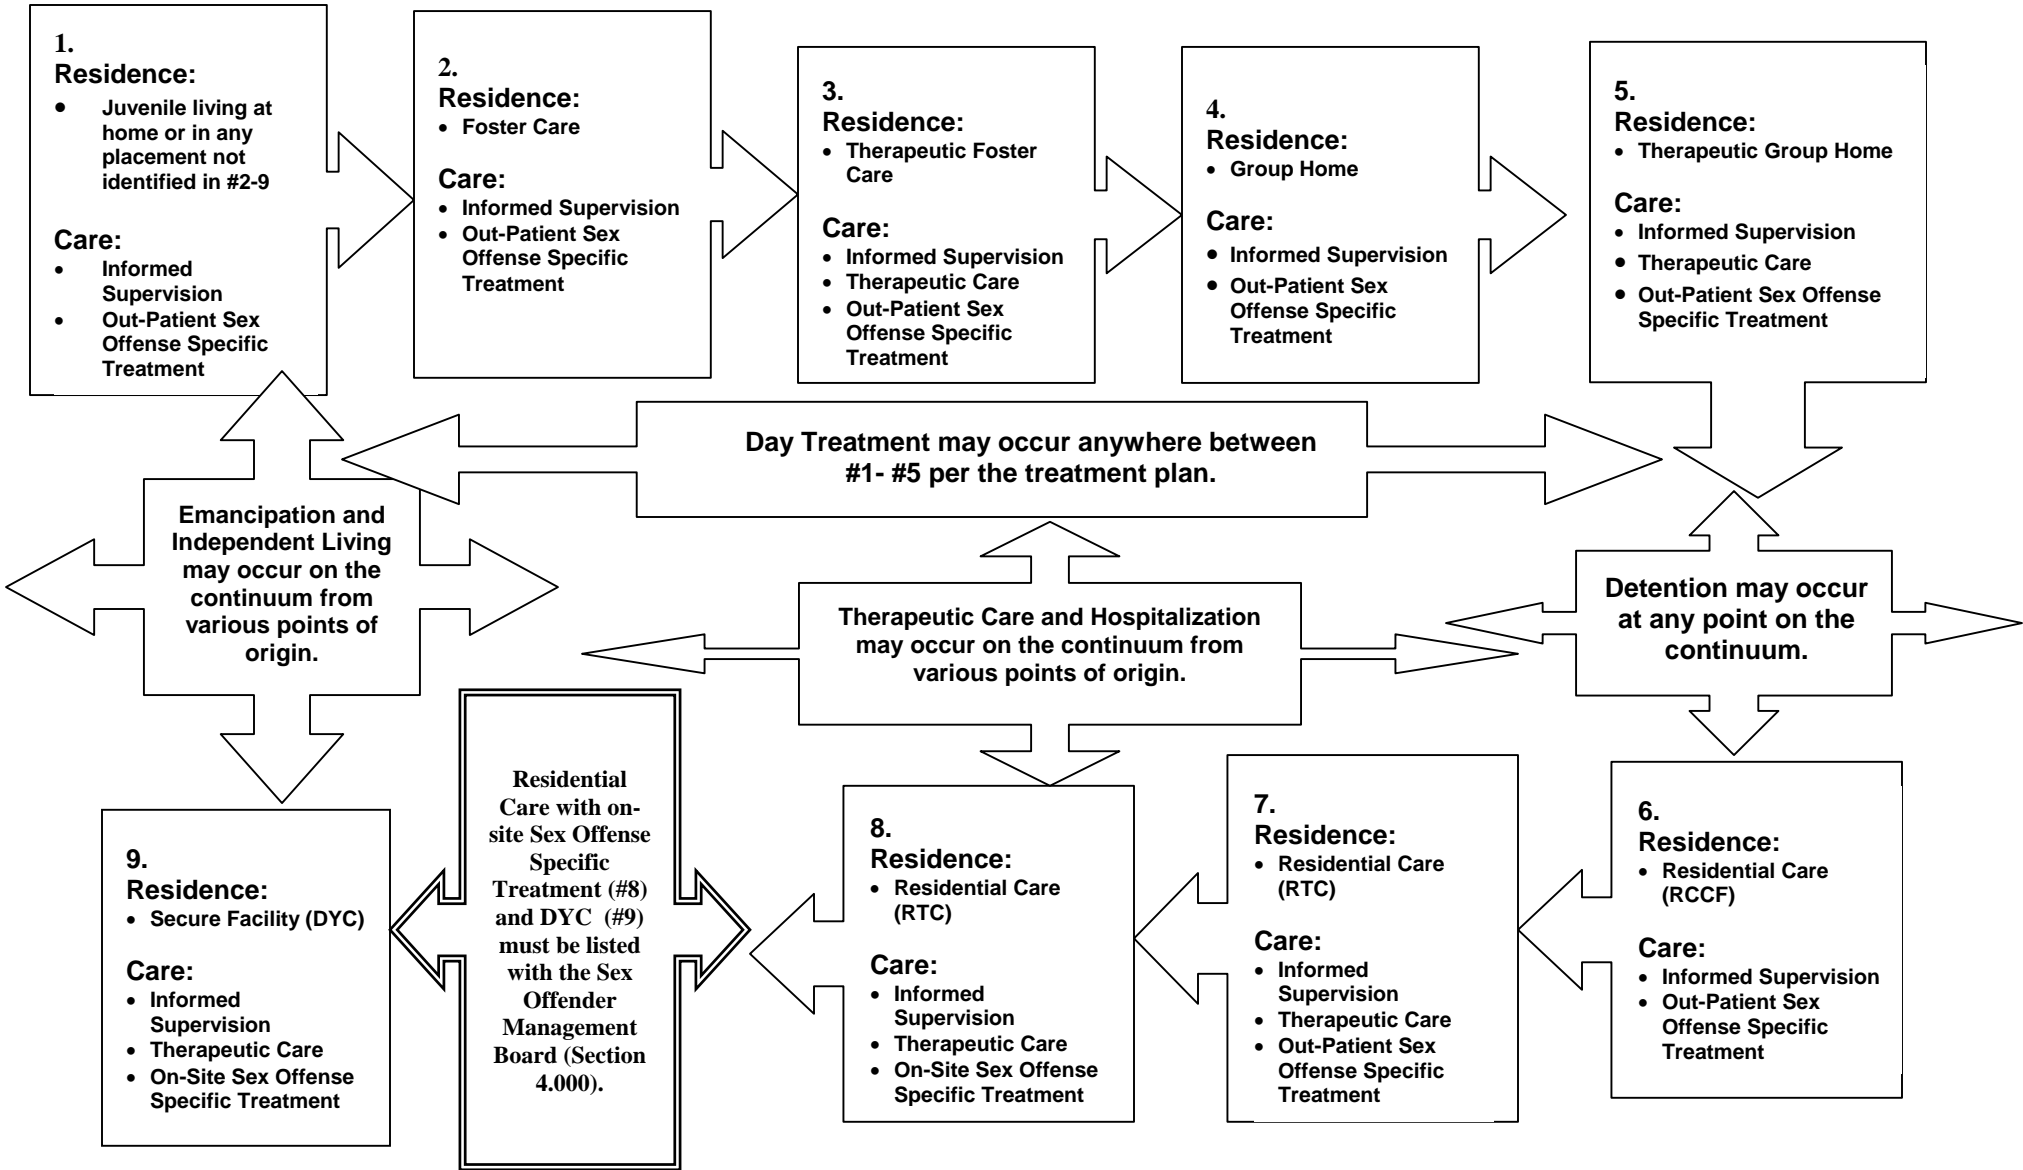 1.
Residence:
• Juvenile living at
home or in any
placement not
identified in #2-9
Care:
• Informed
Supervision
• Out-Patient Sex
Offense Specific
Treatment
2.
Residence:
• Foster Care
Care:
• Informed Supervision
• Out-Patient Sex
Offense Specific
Treatment
3.
Residence:
• Therapeutic Foster
Care
Care:
• Informed Supervision
• Therapeutic Care
• Out-Patient Sex
Offense Specific
Treatment
4.
Residence:
• Group Home
Care:
• Informed Supervision
• Out-Patient Sex
Offense Specific
Treatment
5.
Residence:
• Therapeutic Group Home
Care:
• Informed Supervision
• Therapeutic Care
• Out-Patient Sex Offense
Specific Treatment
Day Treatment may occur anywhere between
#1- #5 per the treatment plan.
Emancipation and
Independent Living
may occur on the
continuum from
various points of
origin.
Therapeutic Care and Hospitalization
may occur on the continuum from
various points of origin.
Detention may occur
at any point on the
continuum.
9.
Residence:
• Secure Facility (DYC)
Care:
• Informed
Supervision
• Therapeutic Care
• On-Site Sex Offense
Specific Treatment
Residential
Care with on-
site Sex Offense
Specific
Treatment (#8)
and DYC (#9)
must be listed
with the Sex
Offender
Management
Board (Section
4.000).
8.
Residence:
• Residential Care
(RTC)
Care:
• Informed
Supervision
• Therapeutic Care
• On-Site Sex Offense
Specific Treatment
7.
Residence:
• Residential Care
(RTC)
Care:
• Informed
Supervision
• Therapeutic Care
• Out-Patient Sex
Offense Specific
Treatment
6.
Residence:
• Residential Care
(RCCF)
Care:
• Informed Supervision
• Out-Patient Sex
Offense Specific
Treatment